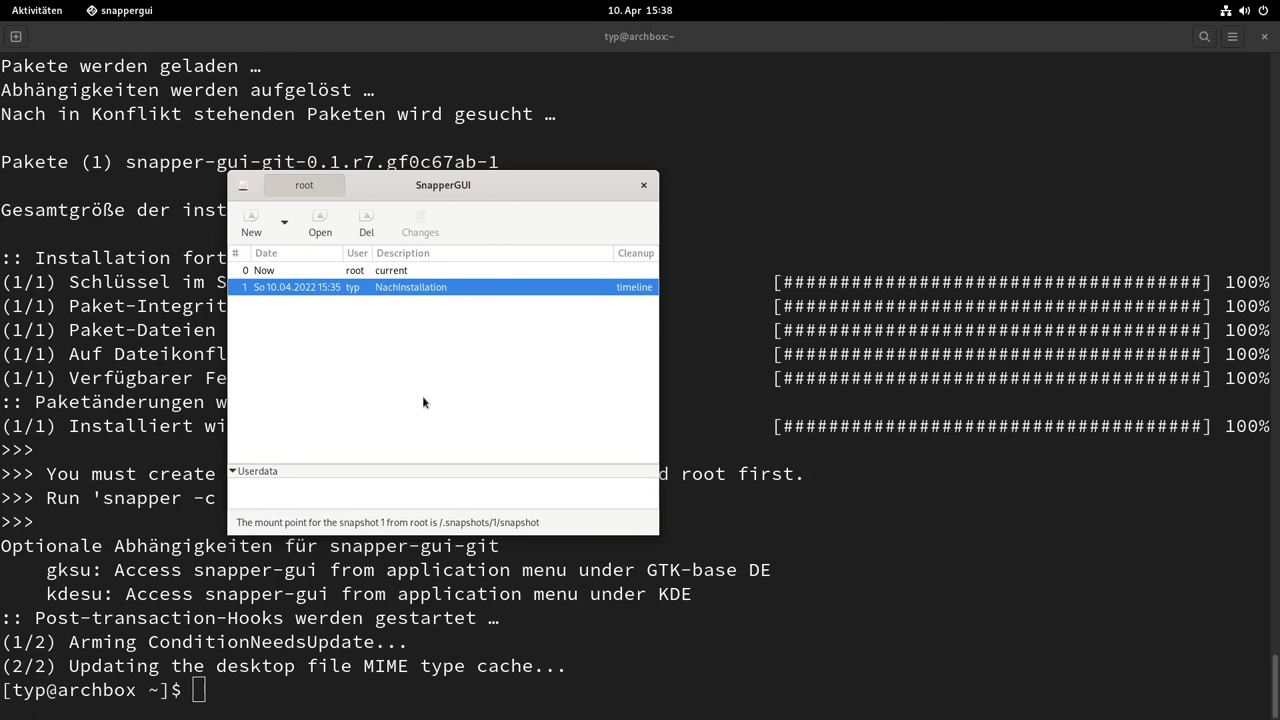 Aktivitäten snappergui 10. Apr 15:38
typ@archbox:~
Pakete werden geladen …
Abhängigkeiten werden aufgelöst …
Nach in Konflikt stehenden Paketen wird gesucht …
Pakete (1) snapper-gui-git-0.1.r7.gf0c67ab-1
Gesamtgröße der inst
:: Installation fort
(1/1) Schlüssel im S [######################################] 100%
(1/1) Paket-Integrit [######################################] 100%
(1/1) Paket-Dateien [######################################] 100%
(1/1) Auf Dateikonfl [######################################] 100%
(1/1) Verfügbarer Fe [######################################] 100%
:: Paketänderungen w
(1/1) Installiert wi [######################################] 100%
>>>
>>> You must create d root first.
>>> Run 'snapper -c
>>>
Optionale Abhängigkeiten für snapper-gui-git
gksu: Access snapper-gui from application menu under GTK-base DE
kdesu: Access snapper-gui from application menu under KDE
:: Post-transaction-Hooks werden gestartet …
(1/2) Arming ConditionNeedsUpdate...
(2/2) Updating the desktop file MIME type cache...
[typ@archbox ~]$
root SnapperGUI
New Open Del Changes
# Date User Description Cleanup
0 Now root current
1 So 10.04.2022 15:35 typ NachInstallation timeline
Userdata
The mount point for the snapshot 1 from root is /.snapshots/1/snapshot